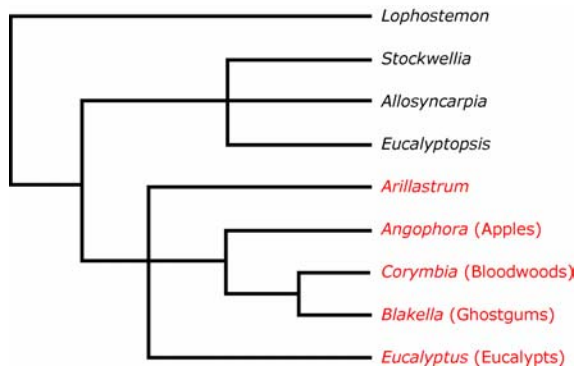 Lophostemon
Stockwellia
Allosyncarpia
Eucalyptopsis
Arillastrum
Angophora (Apples)
Corymbia (Bloodwoods)
Blakella (Ghostgums)
Eucalyptus (Eucalypts)